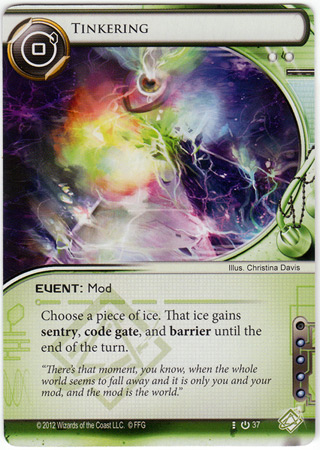 TINKERING
Illus. Christina Davis
EVENT: Mod
Choose a piece of ice. That ice gains
sentry, code gate, and barrier until the
end of the turn.
"There's that moment, you know, when the whole
world seems to fall away and it is only you and your
mod, and the mod is the world."
© 2012 Wizards of the Coast LLC. © FFG
37